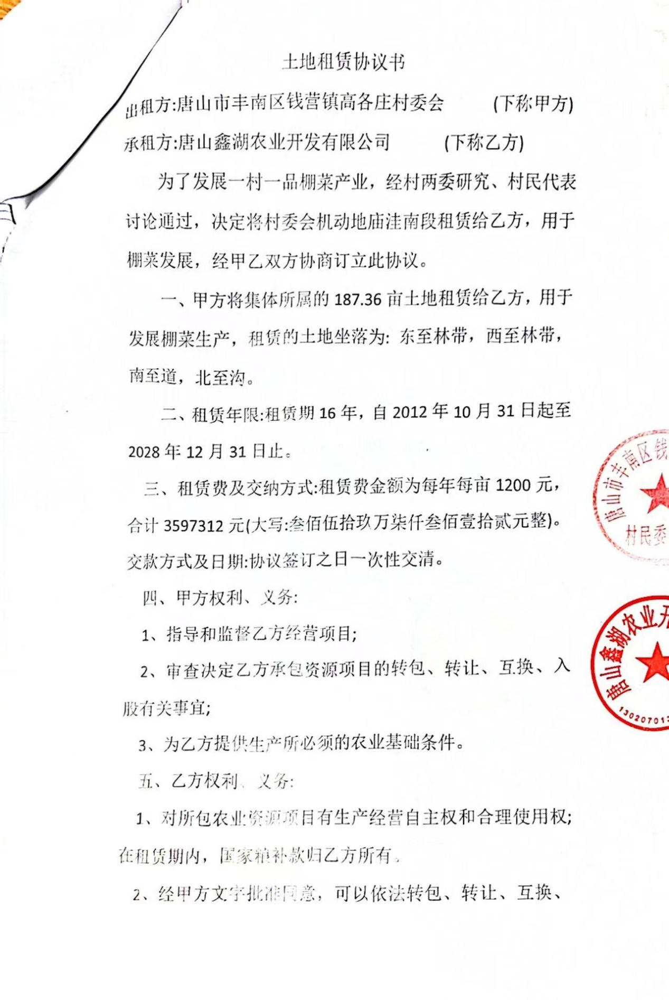 土地租赁协议书
出租方:唐山市丰南区钱营镇高各庄村委会 (下称甲方)
承租方:唐山鑫湖农业开发有限公司 (下称乙方)
为了发展一村一品棚菜产业，经村两委研究、村民代表
讨论通过，决定将村委会机动地庙洼南段租赁给乙方，用于
棚菜发展，经甲乙双方协商订立此协议。
一、甲方将集体所属的 187.36 亩土地租赁给乙方，用于
发展棚菜生产，租赁的土地坐落为: 东至林带，西至林带，
南至道，北至沟。
二、租赁年限:租赁期 16 年，自 2012 年 10 月 31 日起至
2028 年 12 月 31 日止。
三、租赁费及交纳方式:租赁费金额为每年每亩 1200 元，
合计 3597312 元(大写:叁佰伍拾玖万柒仟叁佰壹拾贰元整)。
交款方式及日期:协议签订之日一次性交清。
四、甲方权利、义务:
1、指导和监督乙方经营项目;
2、审查决定乙方承包资源项目的转包、转让、互换、入
股有关事宜;
3、为乙方提供生产所必须的农业基础条件。
五、乙方权利、义务:
1、对所包农业资源项目有生产经营自主权和合理使用权;
在租赁期内，国家粮补款归乙方所有。
2、经甲方文字批准同意，可以依法转包、转让、互换、
唐山市丰南区钱
村民委
唐山鑫湖农业开
130207013